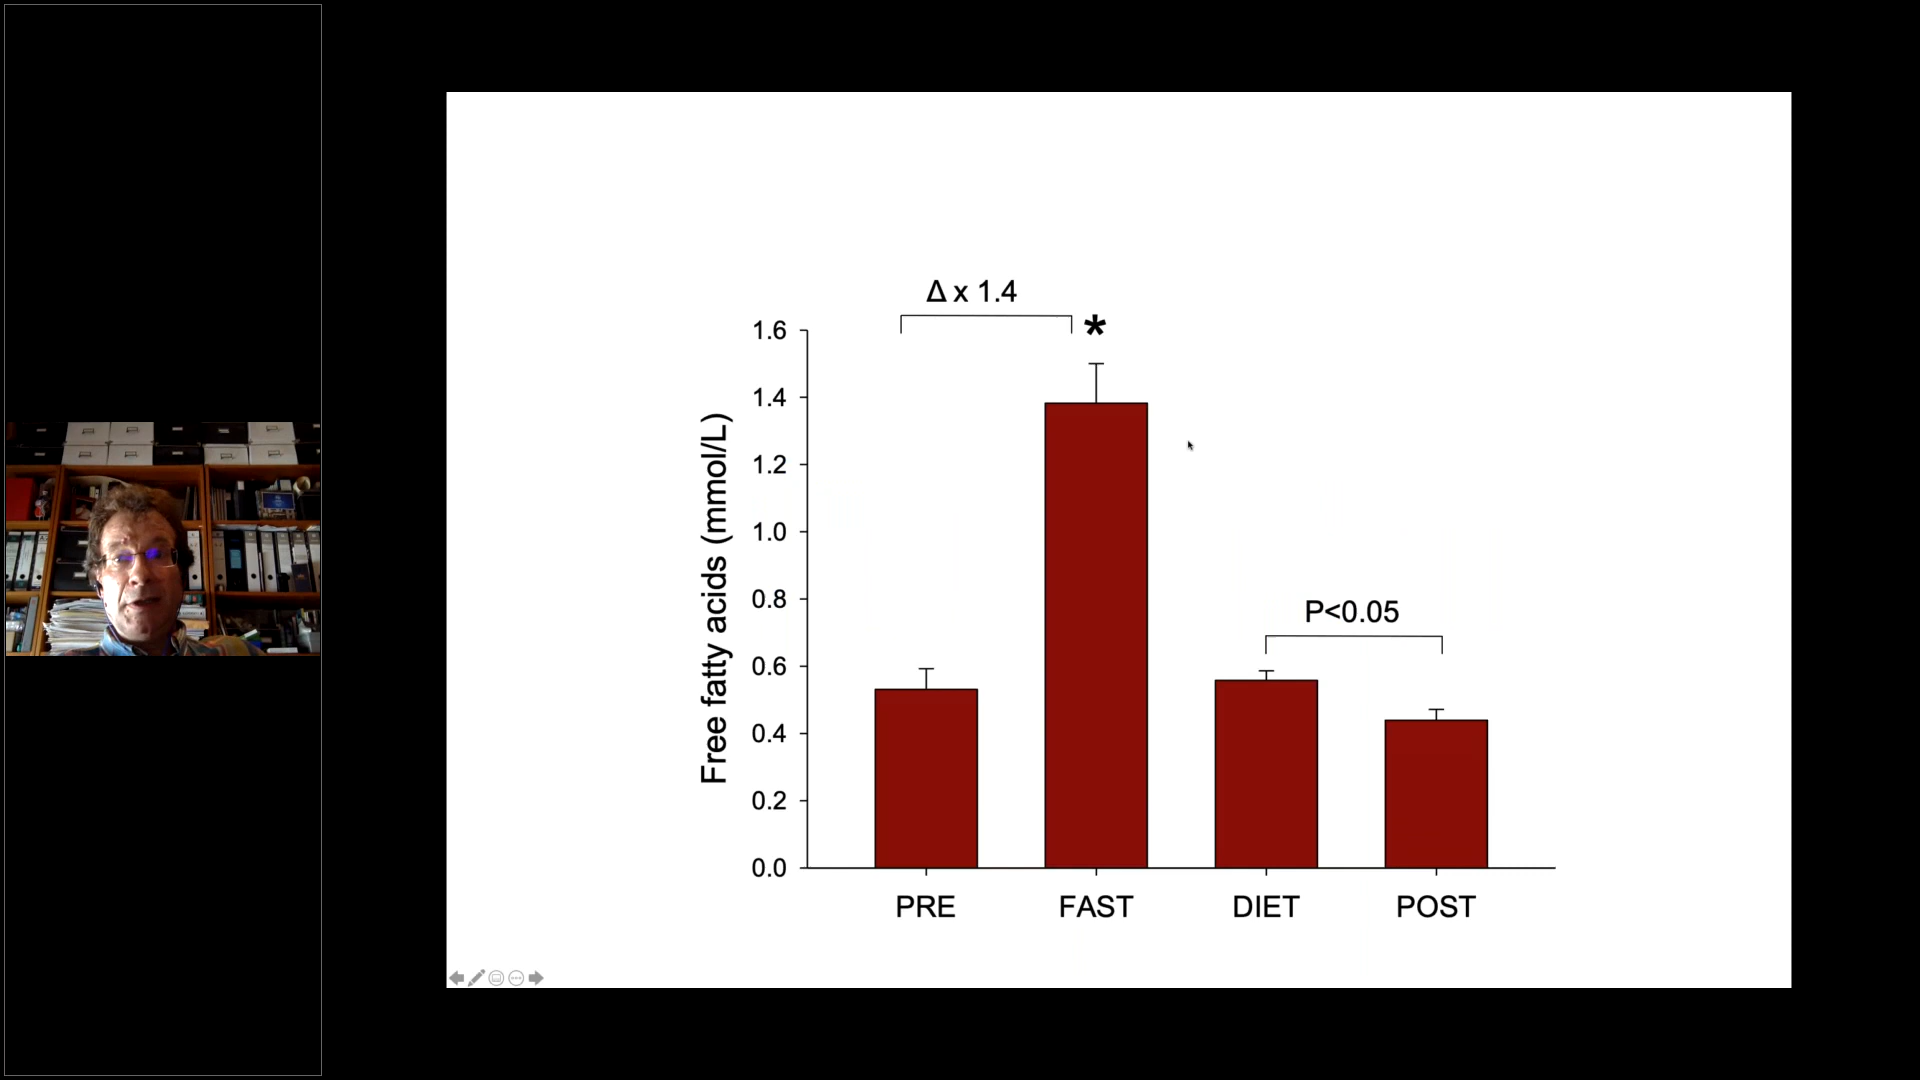 Δ x 1.4
*
1.6
1.4
1.2
1.0
0.8
0.6
0.4
0.2
0.0
Free fatty acids (mmol/L)
P<0.05
PRE FAST DIET POST